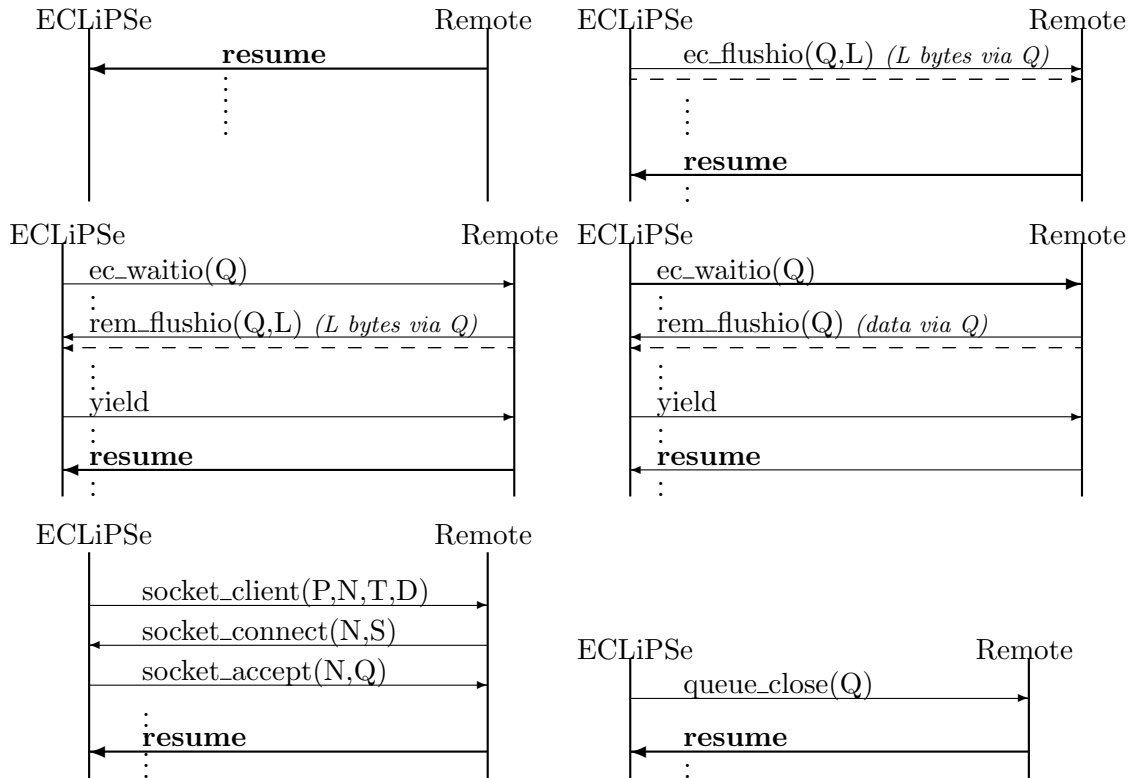 ECLiPSe Remote
resume
ECLiPSe Remote
ec_flushio(Q,L) (L bytes via Q)
resume
ECLiPSe Remote
ec_waitio(Q)
rem_flushio(Q,L) (L bytes via Q)
yield
resume
ECLiPSe Remote
ec_waitio(Q)
rem_flushio(Q) (data via Q)
yield
resume
ECLiPSe Remote
socket_client(P,N,T,D)
socket_connect(N,S)
socket_accept(N,Q)
resume
ECLiPSe Remote
queue_close(Q)
resume